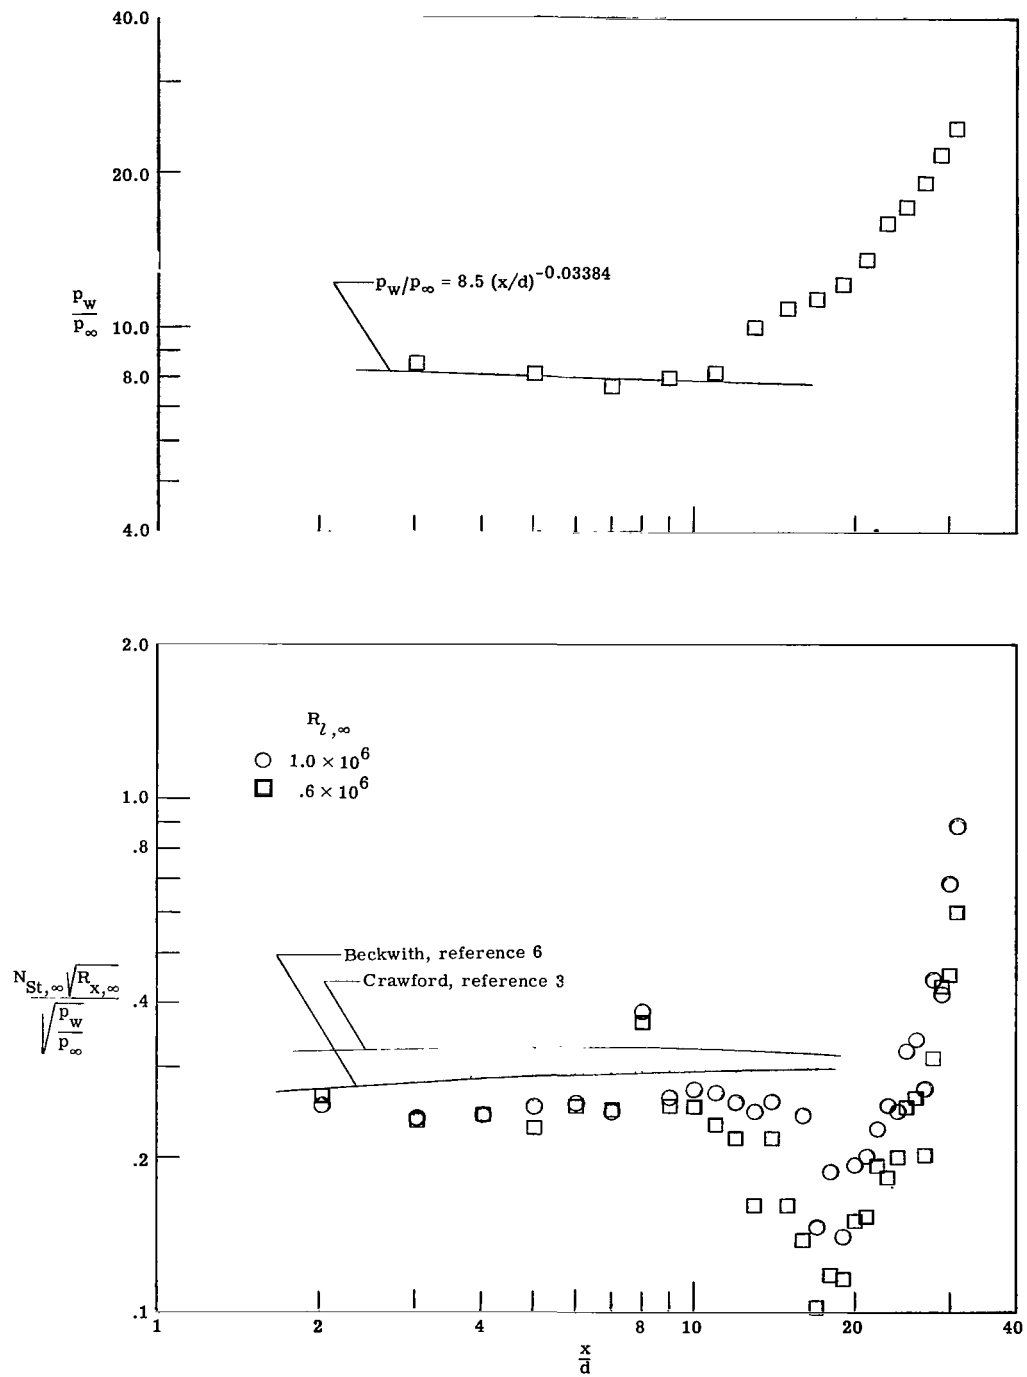 40.0
20.0
p_w/p_∞ = 8.5 (x/d)^-0.03384
p_w
p_∞
10.0
8.0
4.0
2.0
R_l,∞
1.0 × 10^6
.6 × 10^6
1.0
.8
Beckwith, reference 6
Crawford, reference 3
N_St,∞ √R_x,∞
√p_w
p_∞
.4
.2
.1
1 2 4 8 10 20 40
x
d